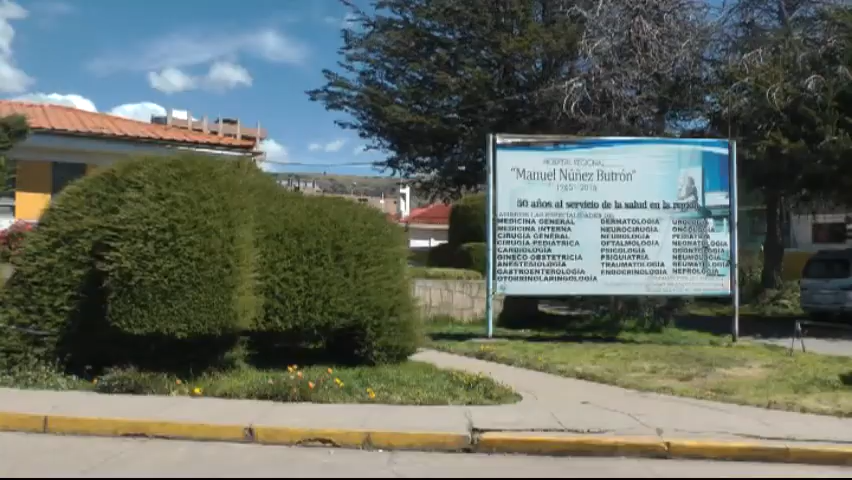 HOSPITAL REGIONAL
"Manuel Núñez Butrón"
1965 - 2016
50 años al servicio de la salud en la región
MEDICINA GENERAL DERMATOLOGIA UROLOGIA
MEDICINA INTERNA NEUROCIRUGIA ONCOLOGIA
CIRUGIA GENERAL NEUROLOGIA PEDIATRIA
CIRUGIA PEDIATRICA OFTALMOLOGIA NEONATOLOGIA
CARDIOLOGIA PSICOLOGIA ODONTOLOGIA
GINECO OBSTETRICIA PSIQUIATRIA NEUMOLOGIA
ANESTESIOLOGIA TRAUMATOLOGIA REUMATOLOGIA
GASTROENTEROLOGIA ENDOCRINOLOGIA NEFROLOGIA
OTORRINOLARINGOLOGIA